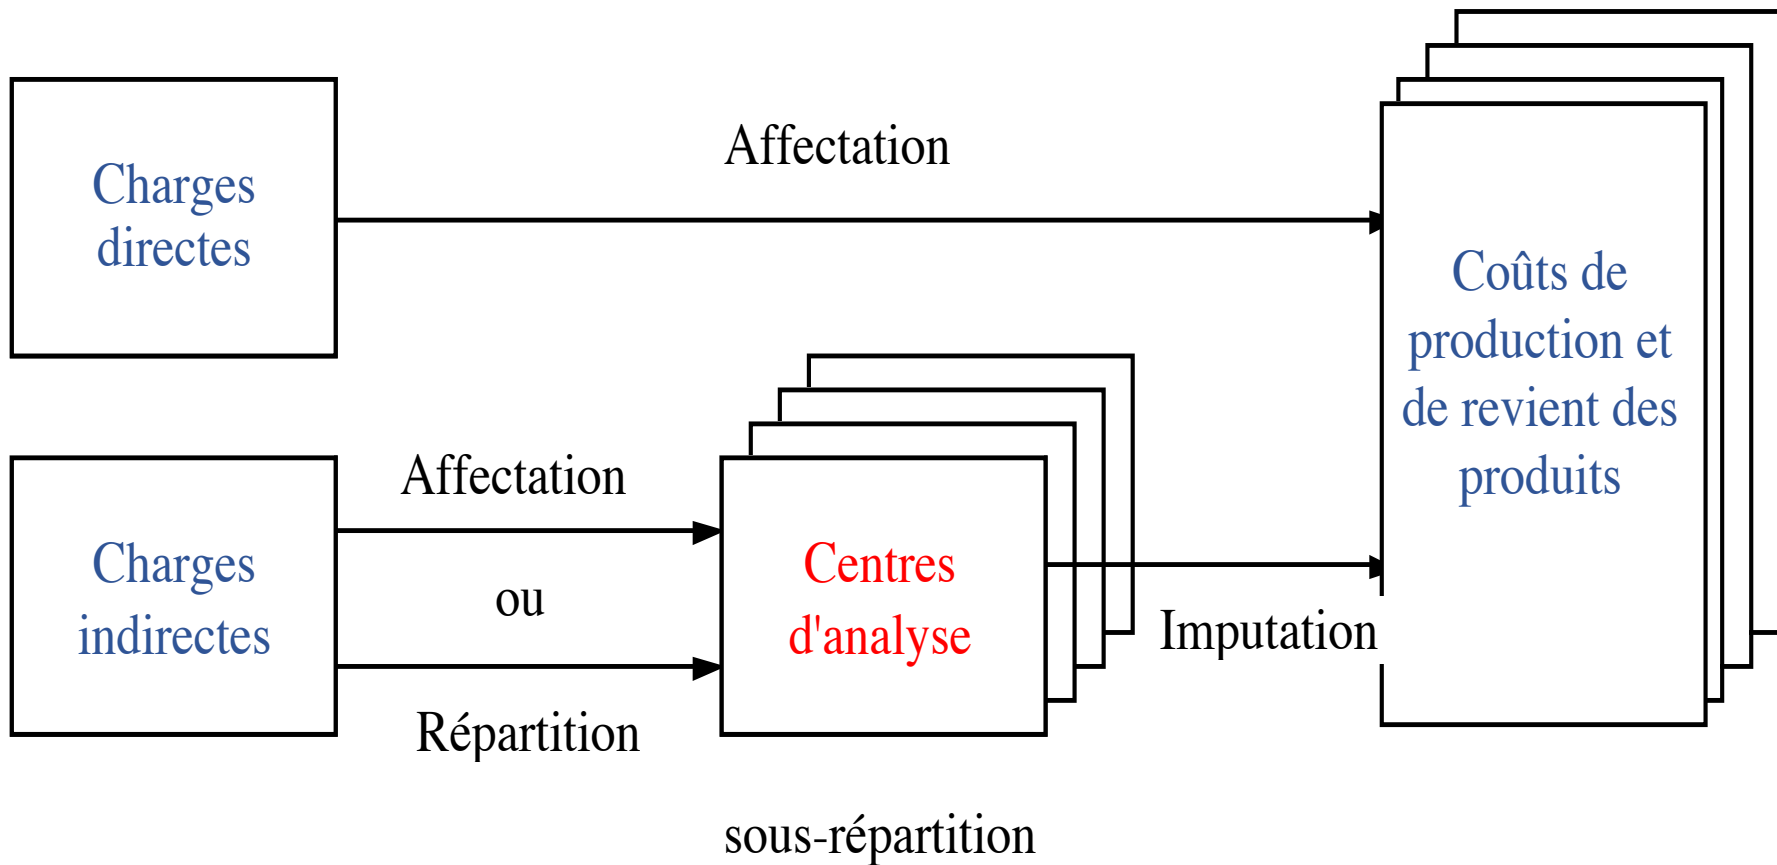 Affectation
Charges
directes
Coûts de
production et
de revient des
produits
Affectation
Charges
indirectes
ou
Centres
d'analyse
Imputation
Répartition
sous-répartition